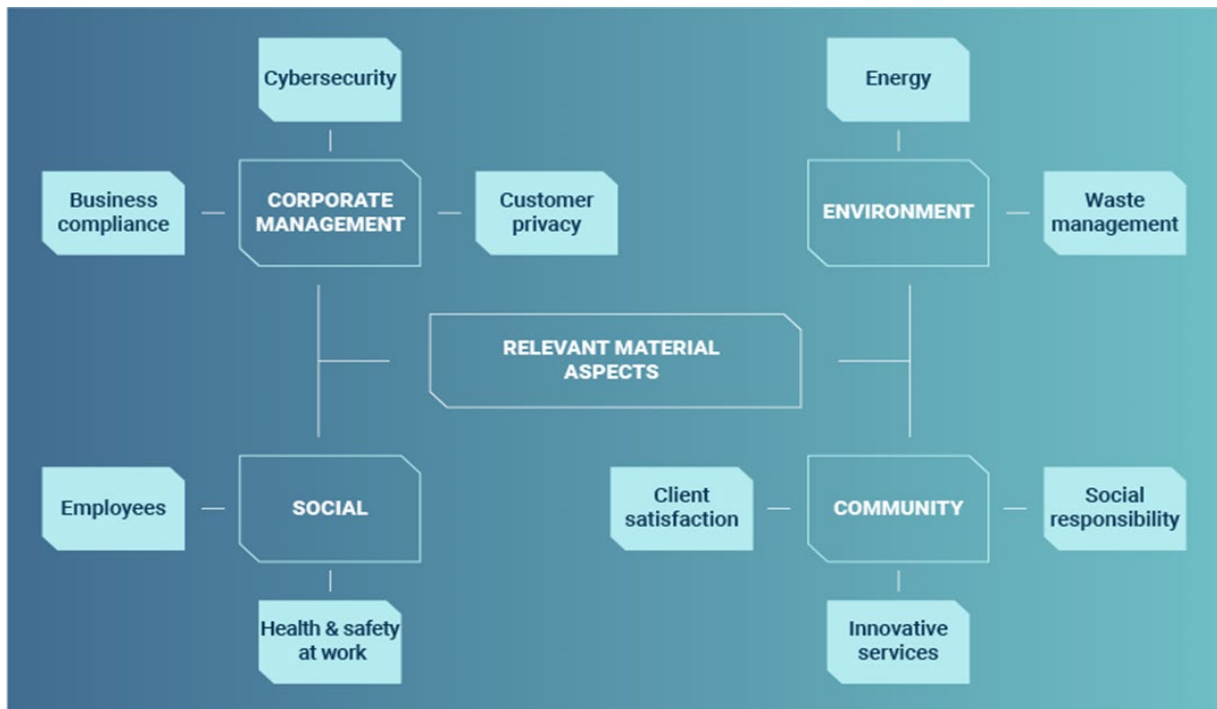 Cybersecurity
Energy
Business
compliance
CORPORATE
MANAGEMENT
Customer
privacy
ENVIRONMENT
Waste
management
RELEVANT MATERIAL
ASPECTS
Employees
SOCIAL
Client
satisfaction
COMMUNITY
Social
responsibility
Health & safety
at work
Innovative
services